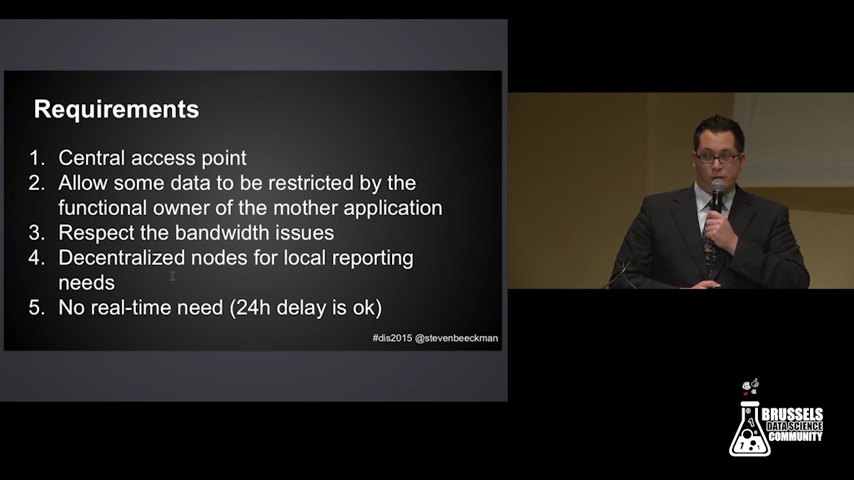 Requirements
1. Central access point
2. Allow some data to be restricted by the
functional owner of the mother application
3. Respect the bandwidth issues
4. Decentralized nodes for local reporting
needs
5. No real-time need (24h delay is ok)
#dis2015 @stevenbeeckman
BRUSSELS
DATA SCIENCE
COMMUNITY